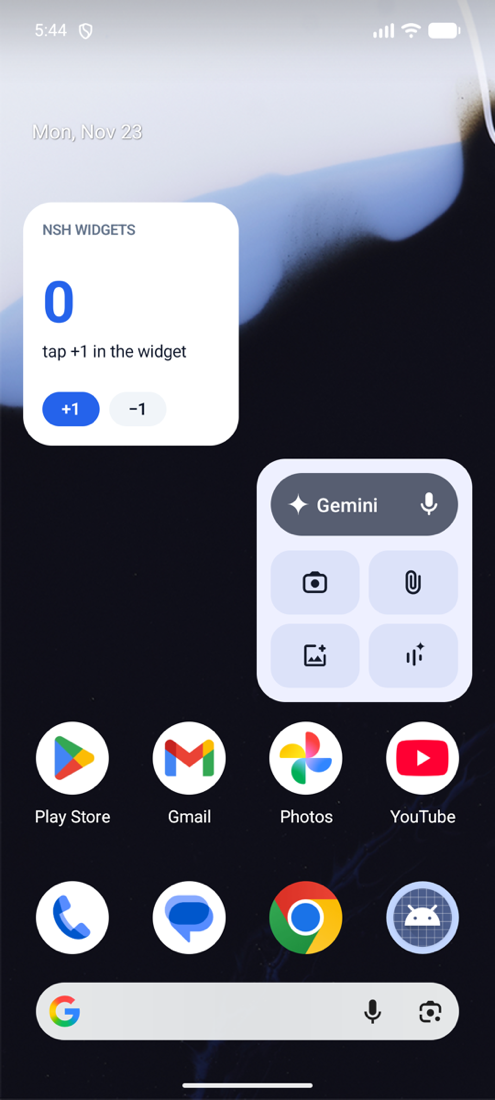 5:44
Mon, Nov 23
NSH WIDGETS
0
tap +1 in the widget
+1 −1
Gemini
Play Store Gmail Photos YouTube